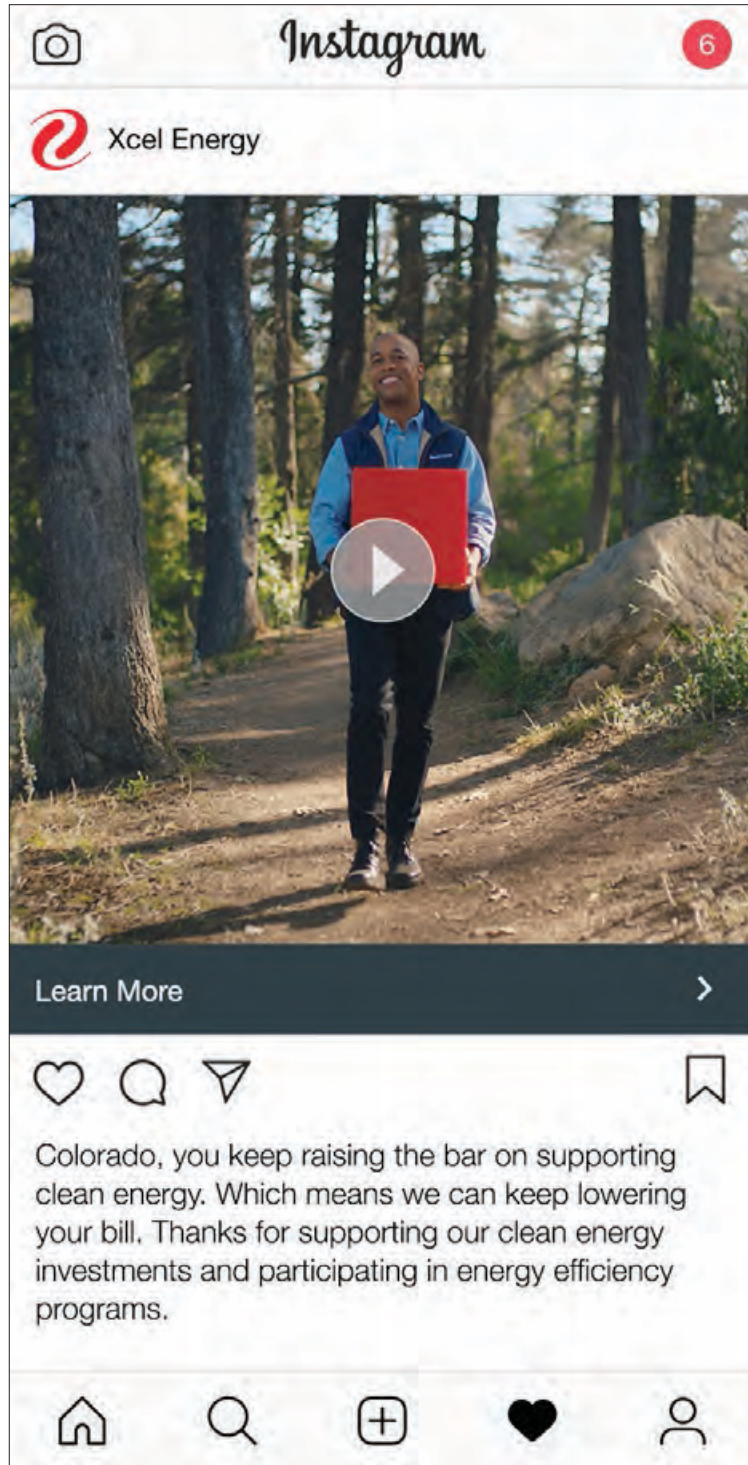 Instagram
6
Xcel Energy
Learn More
Colorado, you keep raising the bar on supporting
clean energy. Which means we can keep lowering
your bill. Thanks for supporting our clean energy
investments and participating in energy efficiency
programs.